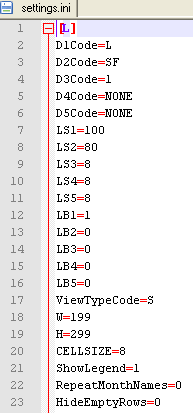 settings.ini
1 [L]
2 D1Code=L
3 D2Code=SF
4 D3Code=1
5 D4Code=NONE
6 D5Code=NONE
7 LS1=100
8 LS2=80
9 LS3=8
10 LS4=8
11 LS5=8
12 LB1=1
13 LB2=0
14 LB3=0
15 LB4=0
16 LB5=0
17 ViewTypeCode=S
18 W=199
19 H=299
20 CELLSIZE=8
21 ShowLegend=1
22 RepeatMonthNames=0
23 HideEmptyRows=0